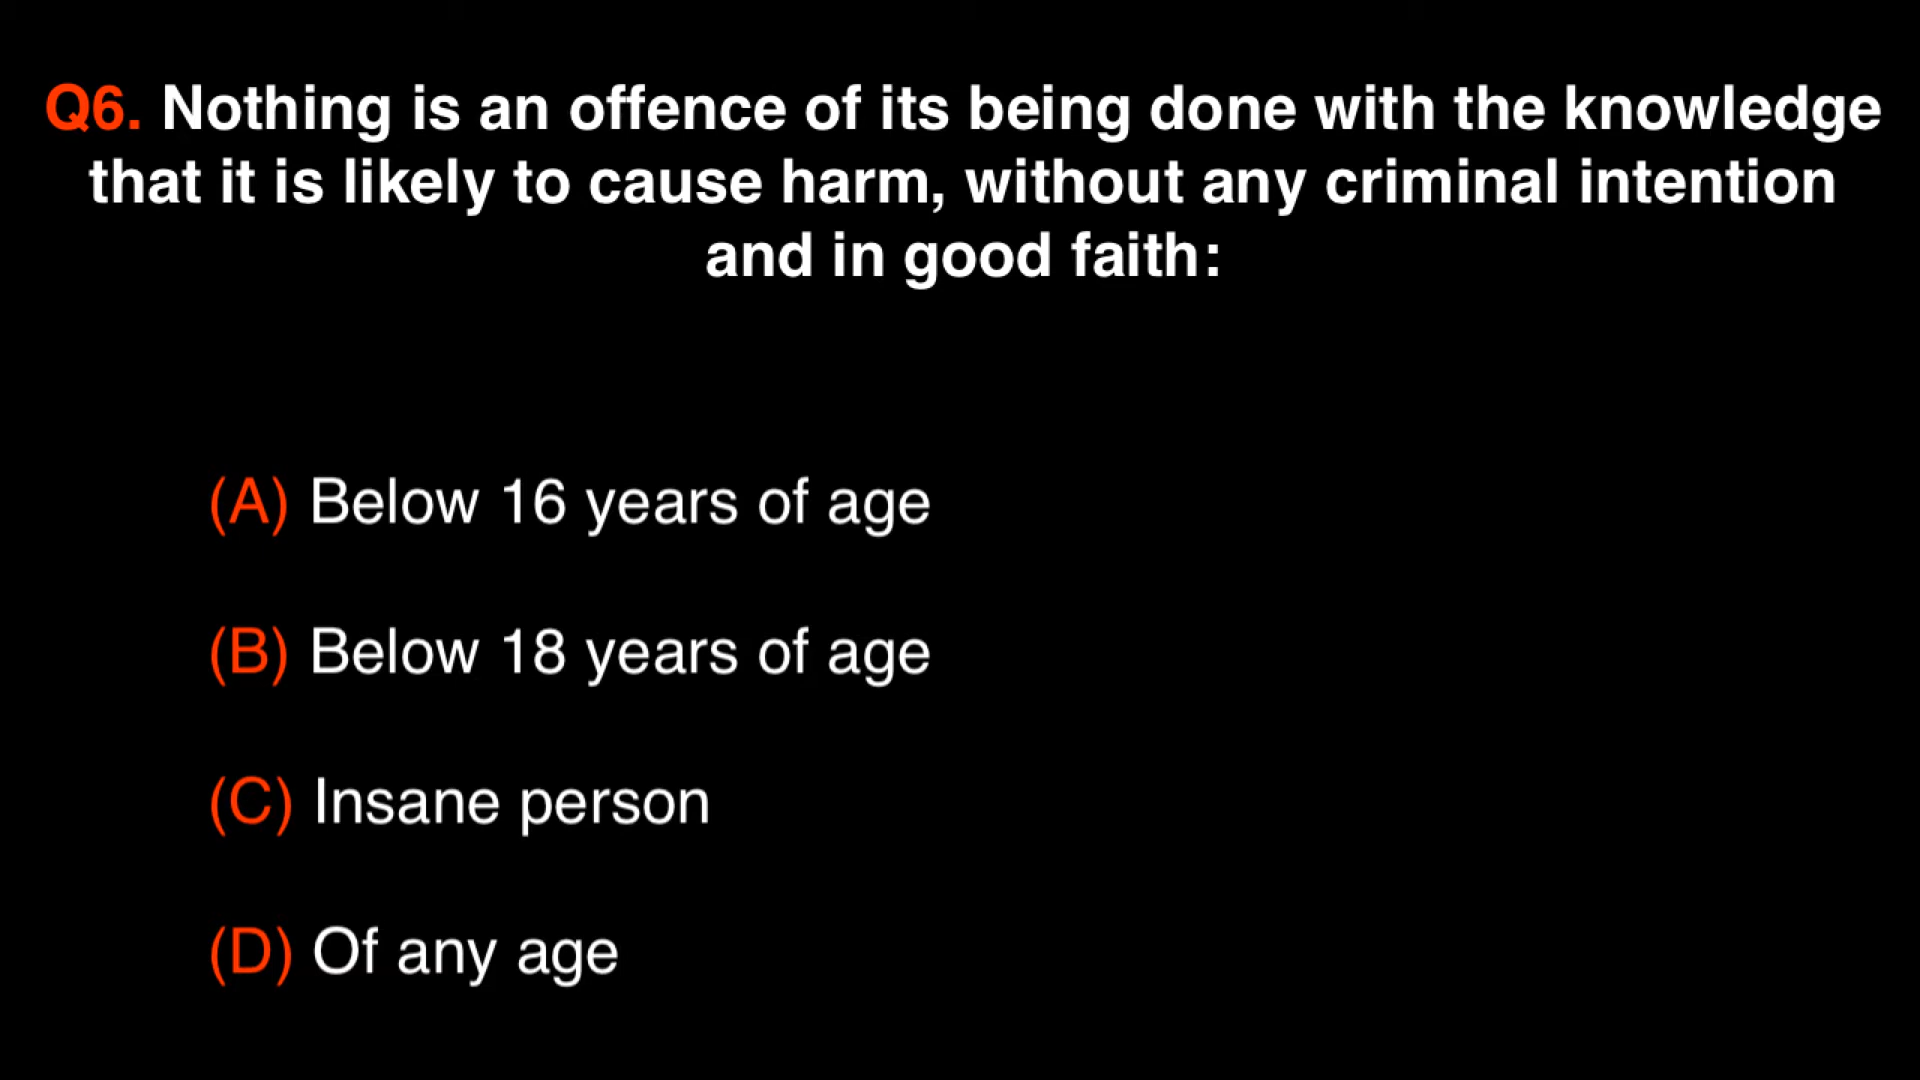 Q6. Nothing is an offence of its being done with the knowledge
that it is likely to cause harm, without any criminal intention
and in good faith:
(A) Below 16 years of age
(B) Below 18 years of age
(C) Insane person
(D) Of any age